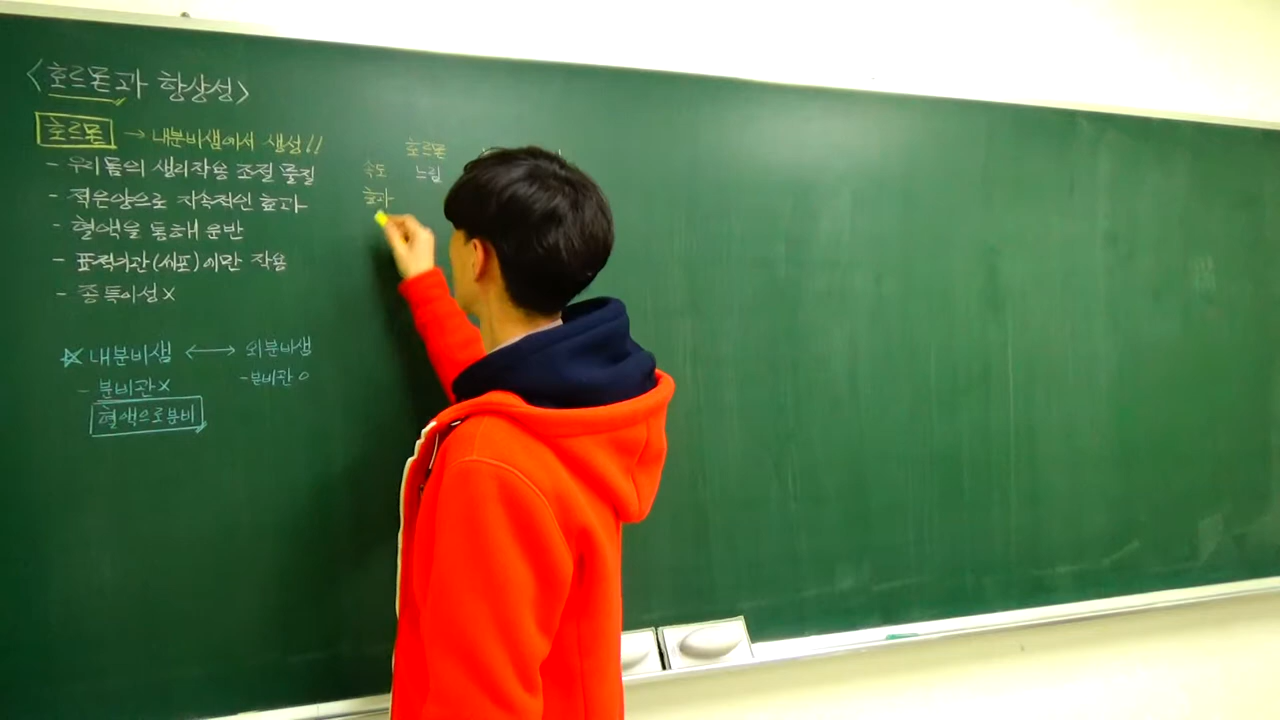 <호르몬과 항상성>
호르몬 → 내분비샘에서 생성!!
- 우리몸의 생리작용 조절 물질
- 적은양으로 지속적인 효과
- 혈액을 통해 운반
- 표적기관(세포)에만 작용
- 종특이성 X
☆ 내분비샘 ↔ 외분비샘
- 분비관 X - 분비관 O
혈액으로분비
호르몬
속도 느림
효과